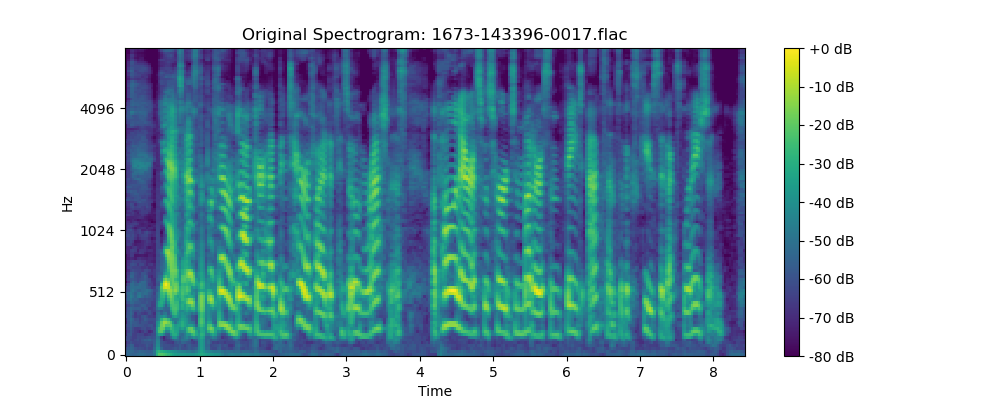 Original Spectrogram: 1673-143396-0017.flac
Hz
4096
2048
1024
512
0
0 1 2 3 4 5 6 7 8
Time
+0 dB
-10 dB
-20 dB
-30 dB
-40 dB
-50 dB
-60 dB
-70 dB
-80 dB